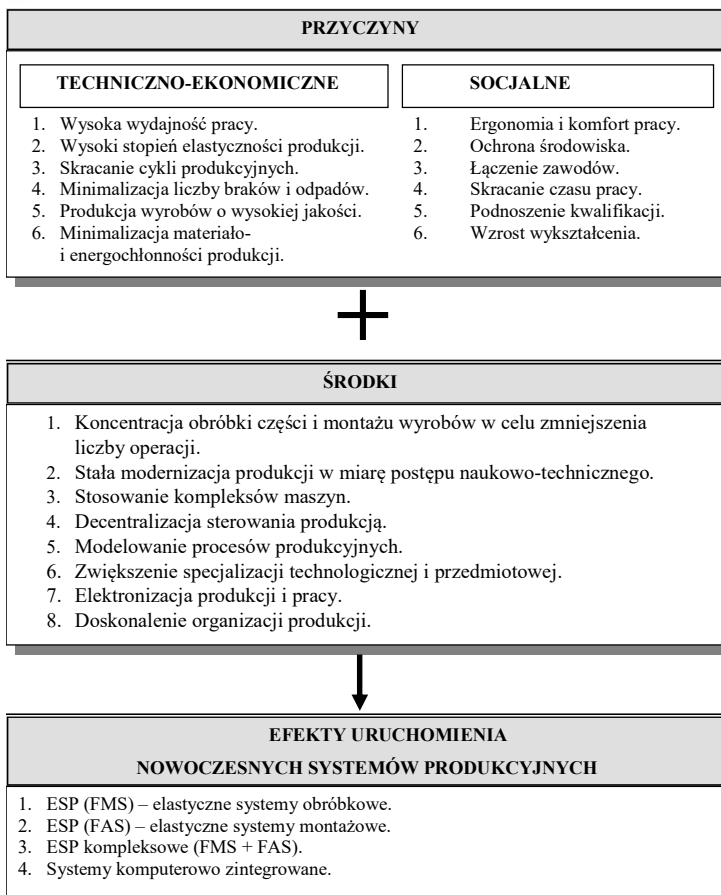 PRZYCZYNY
TECHNICZNO-EKONOMICZNE
1. Wysoka wydajność pracy.
2. Wysoki stopień elastyczności produkcji.
3. Skracanie cykli produkcyjnych.
4. Minimalizacja liczby braków i odpadów.
5. Produkcja wyrobów o wysokiej jakości.
6. Minimalizacja materiało-
i energochłonności produkcji.
SOCJALNE
1. Ergonomia i komfort pracy.
2. Ochrona środowiska.
3. Łączenie zawodów.
4. Skracanie czasu pracy.
5. Podnoszenie kwalifikacji.
6. Wzrost wykształcenia.
ŚRODKI
1. Koncentracja obróbki części i montażu wyrobów w celu zmniejszenia
liczby operacji.
2. Stała modernizacja produkcji w miarę postępu naukowo-technicznego.
3. Stosowanie kompleksów maszyn.
4. Decentralizacja sterowania produkcją.
5. Modelowanie procesów produkcyjnych.
6. Zwiększenie specjalizacji technologicznej i przedmiotowej.
7. Elektronizacja produkcji i pracy.
8. Doskonalenie organizacji produkcji.
EFEKTY URUCHOMIENIA
NOWOCZESNYCH SYSTEMÓW PRODUKCYJNYCH
1. ESP (FMS) – elastyczne systemy obróbkowe.
2. ESP (FAS) – elastyczne systemy montażowe.
3. ESP kompleksowe (FMS + FAS).
4. Systemy komputerowo zintegrowane.